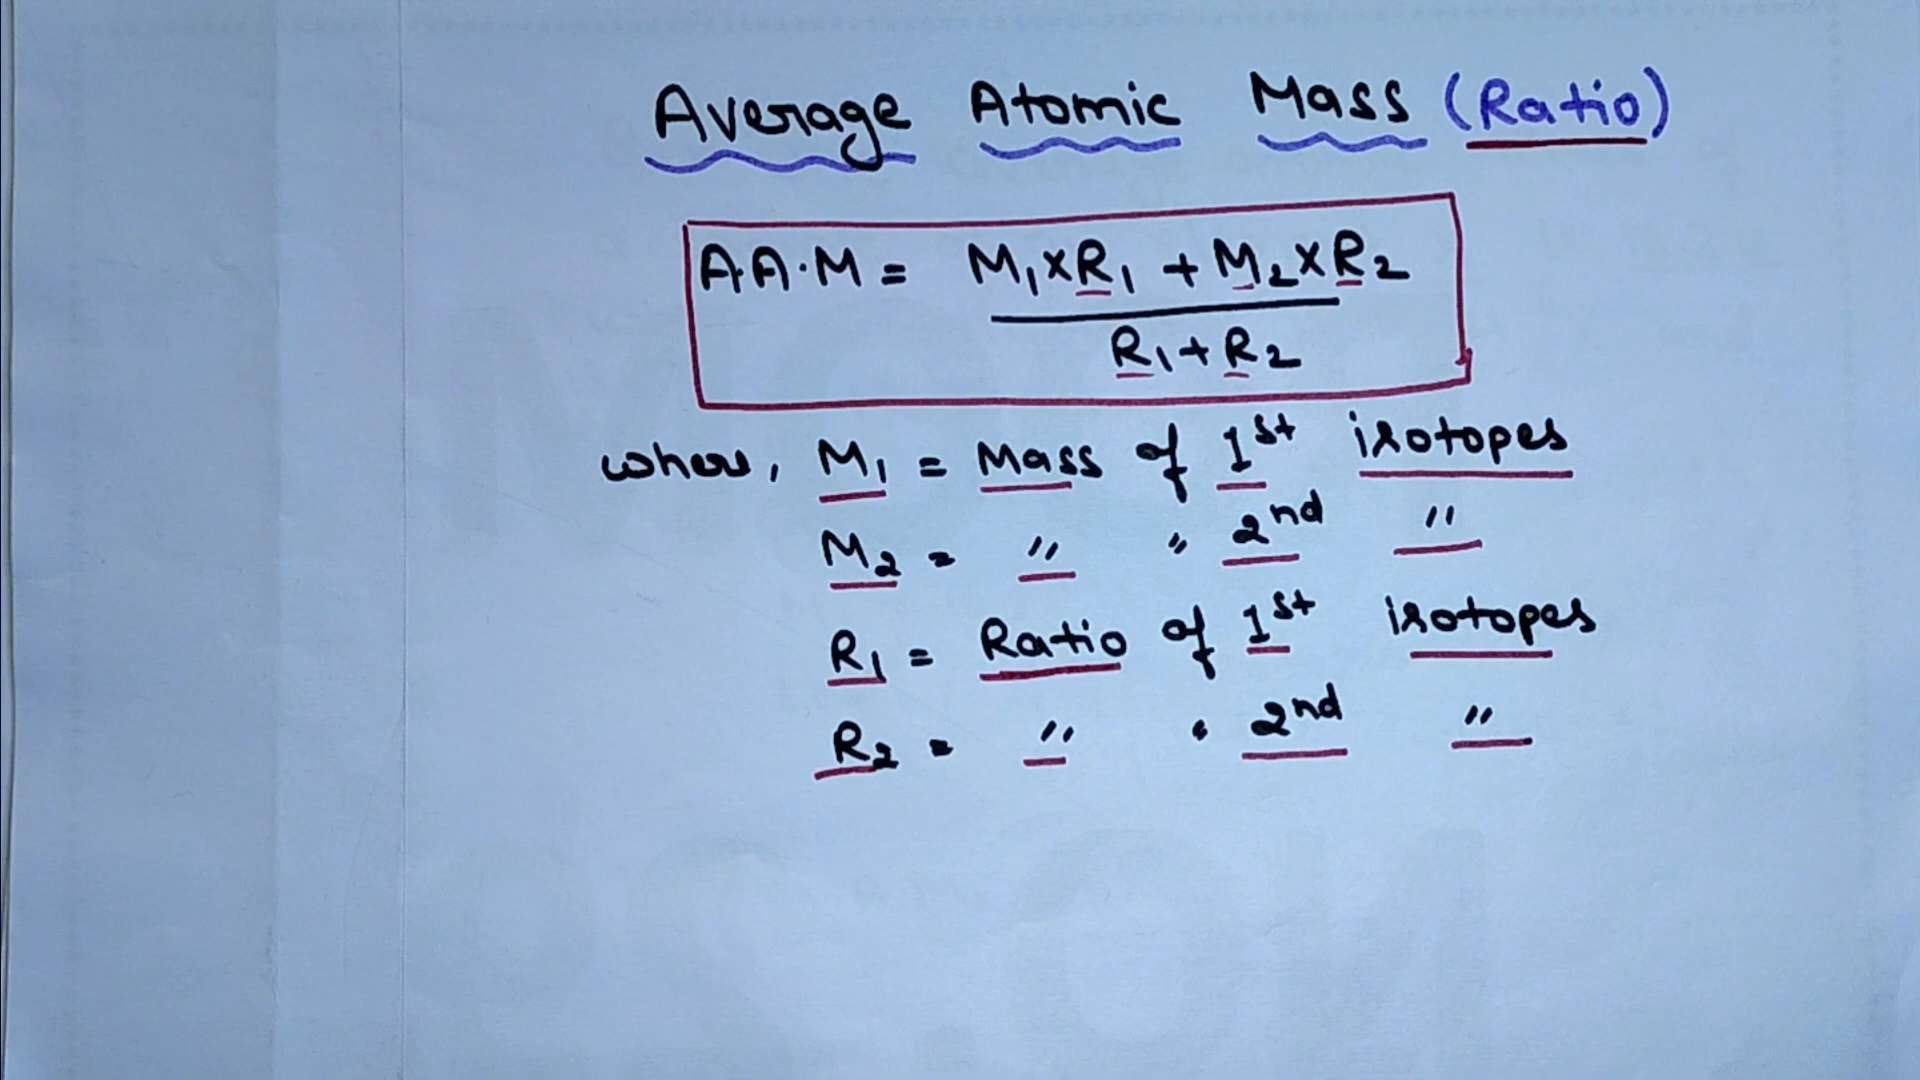 Average Atomic Mass (Ratio)
A.A.M = M₁×R₁ + M₂×R₂
R₁+R₂
where, M₁ = Mass of 1st isotopes
M₂ = " " 2nd "
R₁ = Ratio of 1st isotopes
R₂ = " " 2nd "